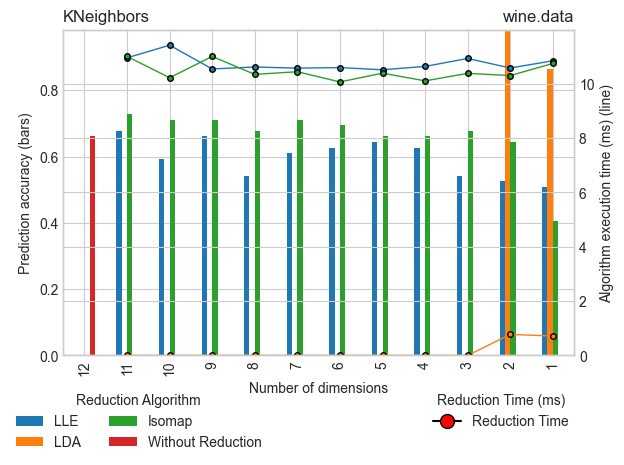 KNeighbors
wine.data
Prediction accuracy (bars)
0.8
0.6
0.4
0.2
0.0
10
8
6
4
2
0
Algorithm execution time (ms) (line)
12 11 10 9 8 7 6 5 4 3 2 1
Number of dimensions
Reduction Algorithm
LLE
LDA
Isomap
Without Reduction
Reduction Time (ms)
Reduction Time